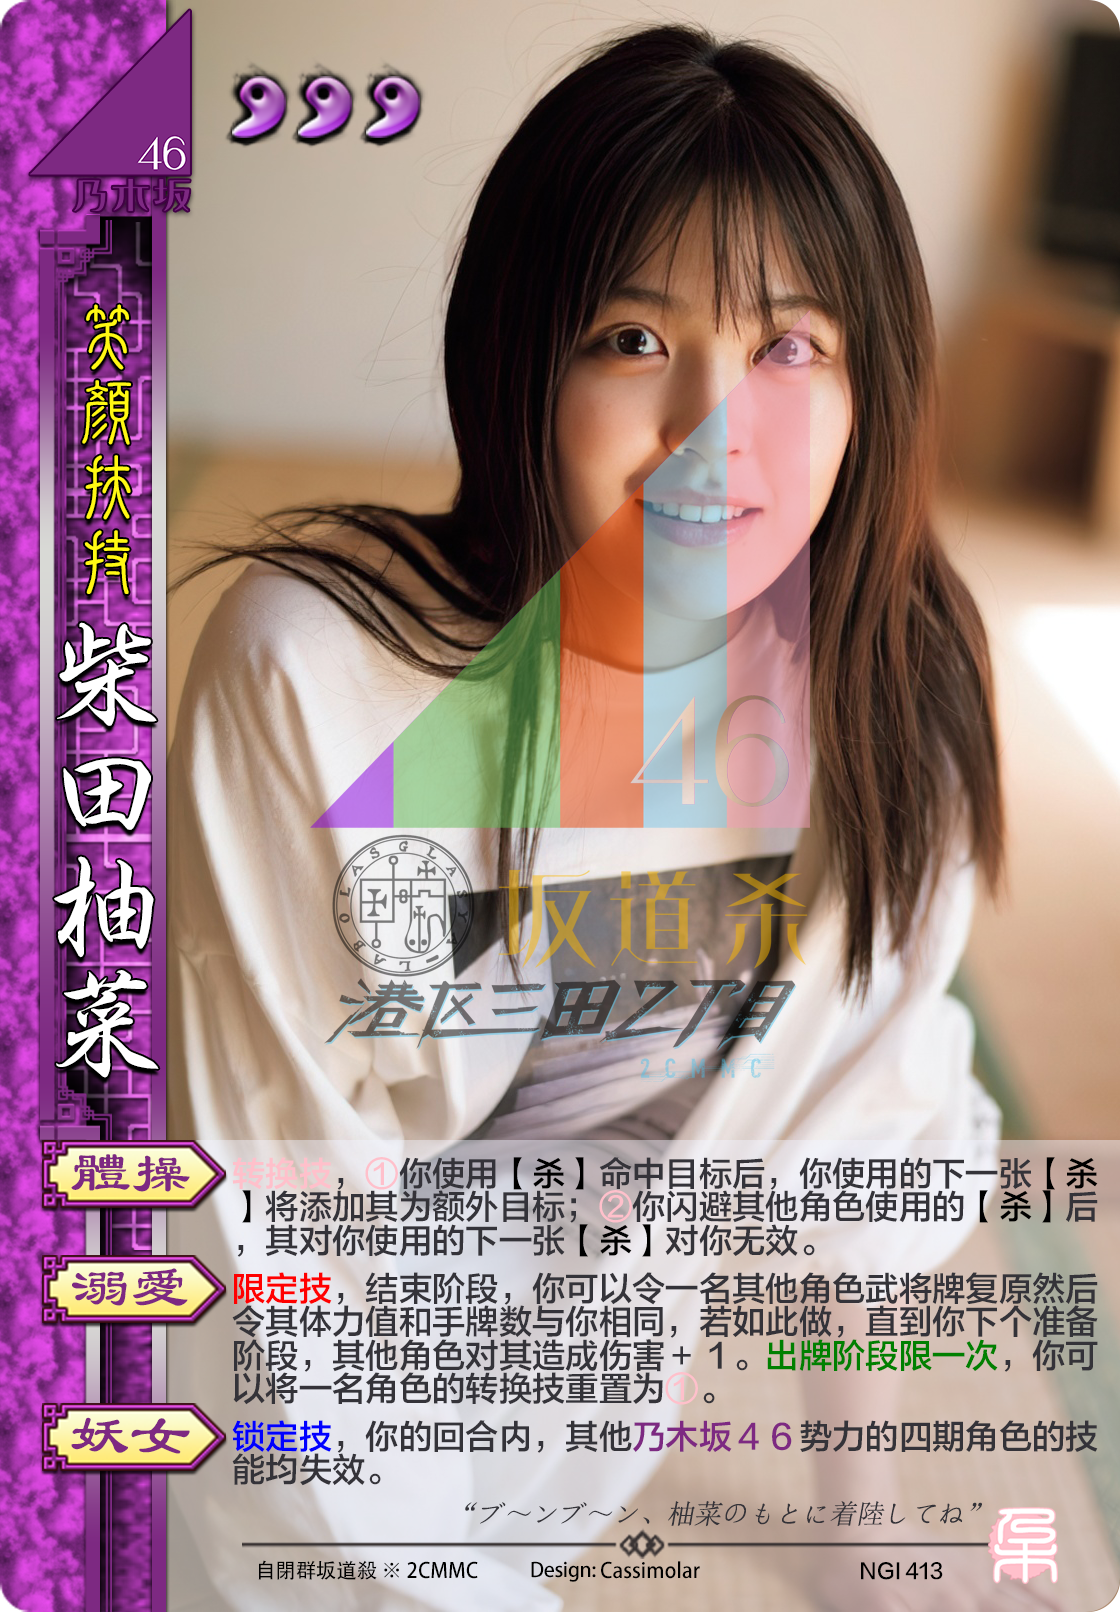 46
乃木坂
笑顏扶持
柴田柚菜
46
GLASYALABOLAS
坂道杀
港区三田乙丁目
2CMMC
體操
转换技，①你使用【杀】命中目标后，你使用的下一张【杀
】将添加其为额外目标；②你闪避其他角色使用的【杀】后
，其对你使用的下一张【杀】对你无效。
溺愛
限定技，结束阶段，你可以令一名其他角色武将牌复原然后
令其体力值和手牌数与你相同，若如此做，直到你下个准备
阶段，其他角色对其造成伤害＋１。出牌阶段限一次，你可
以将一名角色的转换技重置为①。
妖女
锁定技，你的回合内，其他乃木坂４６势力的四期角色的技
能均失效。
“ブ～ンブ～ン、柚菜のもとに着陸してね”
自閉群坂道殺 ※ 2CMMC
Design: Cassimolar
NGI 413